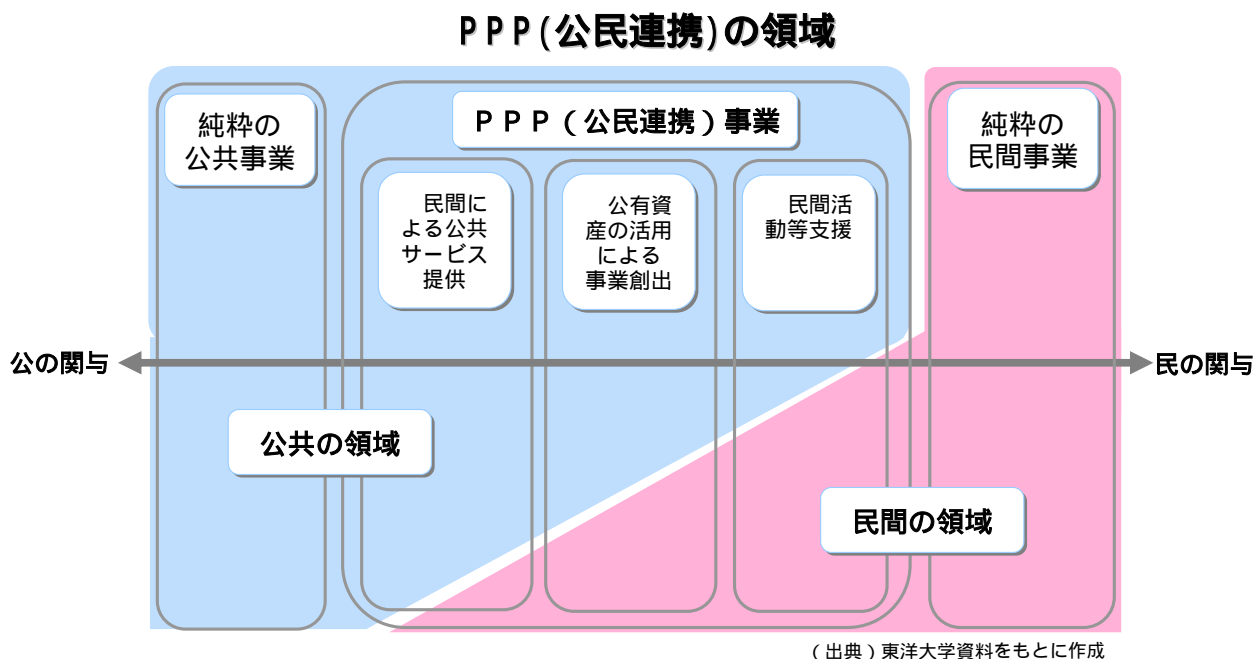 PPP(公民連携)の領域
純粋の
公共事業
PPP(公民連携)事業
純粋の
民間事業
民間に
よる公共
サービス
提供
公有資
産の活用
による
事業創出
民間活
動等支援
公の関与
民の関与
公共の領域
民間の領域
(出典)東洋大学資料をもとに作成